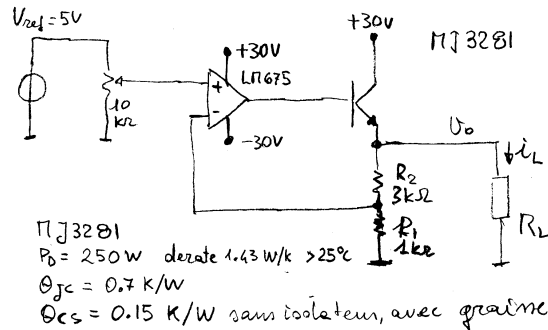 Vref=5V
+30V
MJ3281
+30V
LM675
+
-
10
kΩ
-30V
Vo
iL
R2
3kΩ
RL
R1
1kΩ
MJ3281
PD = 250W derate 1.43 W/K >25°C
θJC = 0.7 K/W
θCS = 0.15 K/W sans isolateur, avec graisse